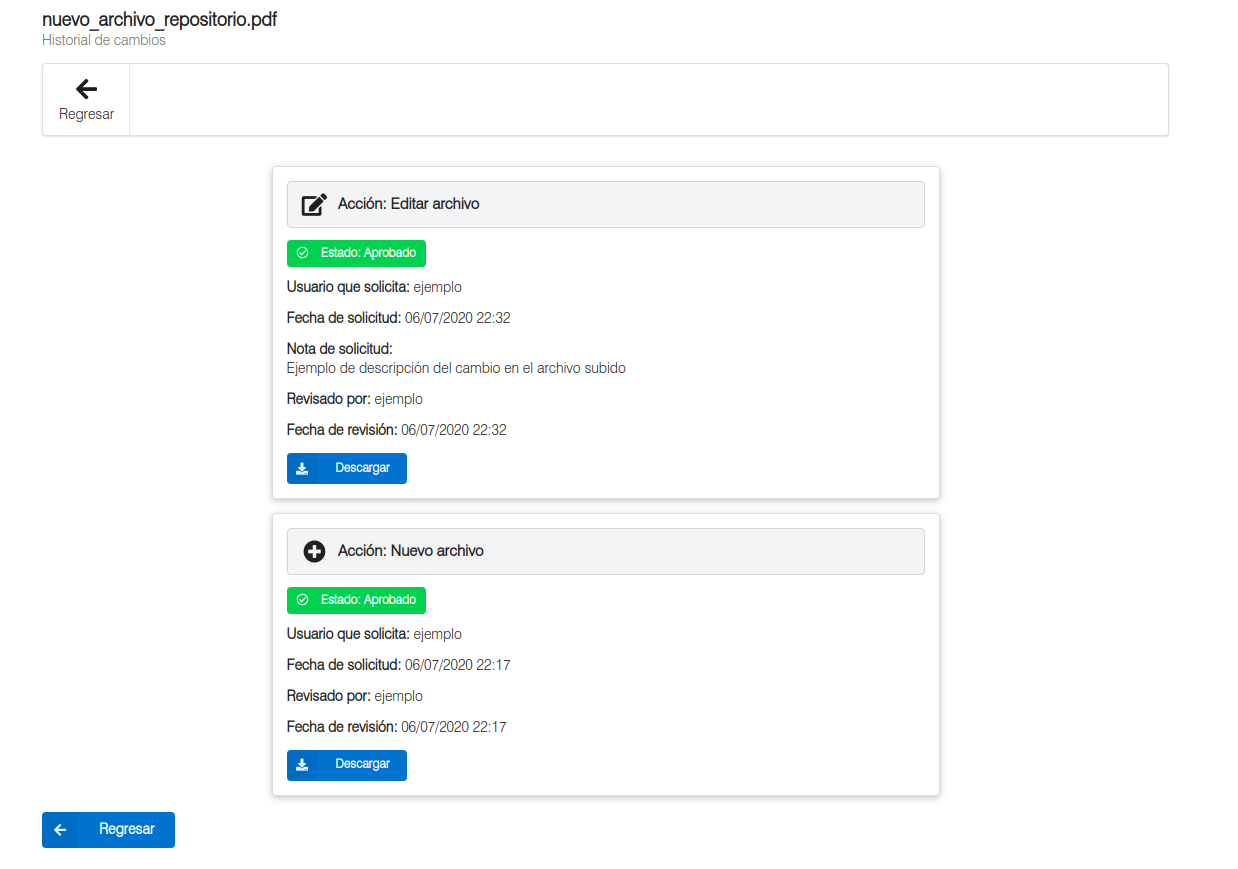 nuevo_archivo_repositorio.pdf
Historial de cambios
Regresar
Acción: Editar archivo
Estado: Aprobado
Usuario que solicita: ejemplo
Fecha de solicitud: 06/07/2020 22:32
Nota de solicitud:
Ejemplo de descripción del cambio en el archivo subido
Revisado por: ejemplo
Fecha de revisión: 06/07/2020 22:32
Descargar
Acción: Nuevo archivo
Estado: Aprobado
Usuario que solicita: ejemplo
Fecha de solicitud: 06/07/2020 22:17
Revisado por: ejemplo
Fecha de revisión: 06/07/2020 22:17
Descargar
Regresar